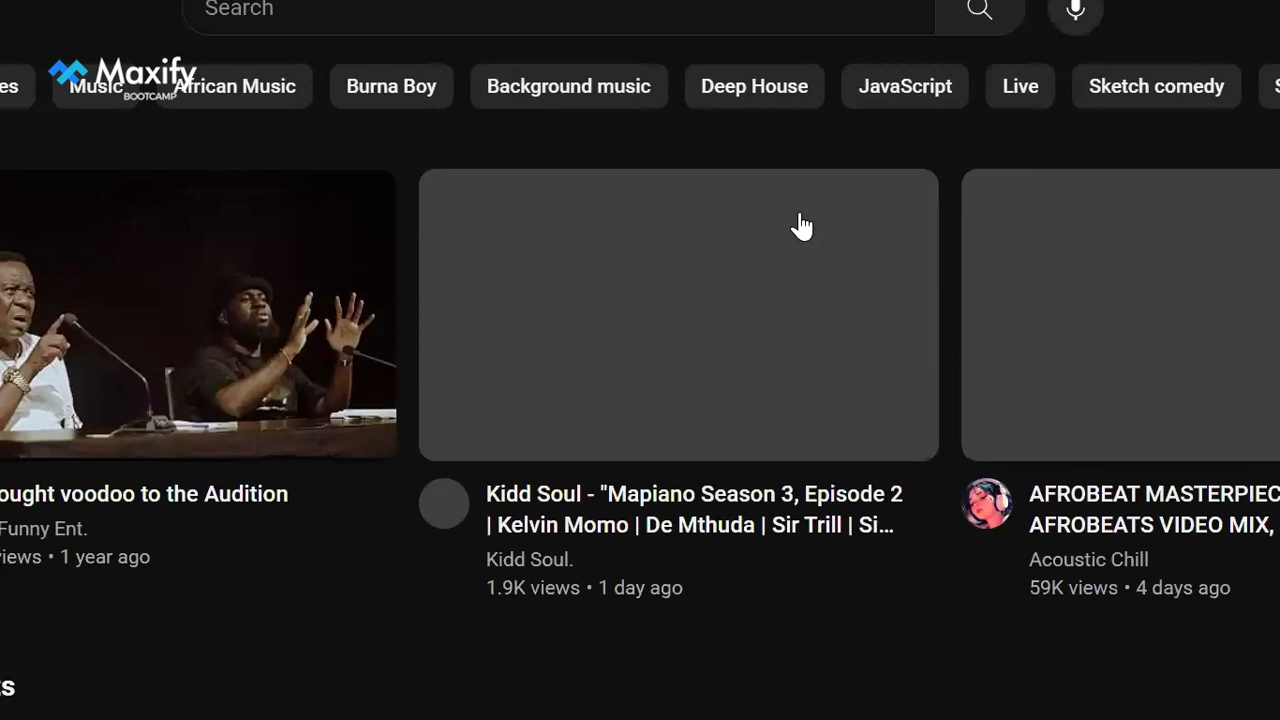 Search
Maxify
BOOTCAMP
es
Music
African Music
Burna Boy
Background music
Deep House
JavaScript
Live
Sketch comedy
S
ought voodoo to the Audition
Funny Ent.
iews • 1 year ago
Kidd Soul - "Mapiano Season 3, Episode 2
| Kelvin Momo | De Mthuda | Sir Trill | Si...
Kidd Soul.
1.9K views • 1 day ago
AFROBEAT MASTERPIEC
AFROBEATS VIDEO MIX,
Acoustic Chill
59K views • 4 days ago
ts